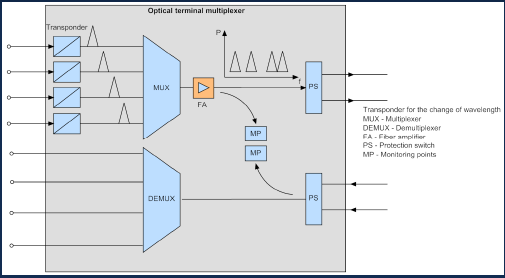 Optical terminal multiplexer
Transponder
P
f
MUX
FA
PS
MP
MP
DEMUX
PS
Transponder for the change of wavelength
MUX - Multiplexer
DEMUX - Demultiplexer
FA - Fiber amplifier
PS - Protection switch
MP - Monitoring points